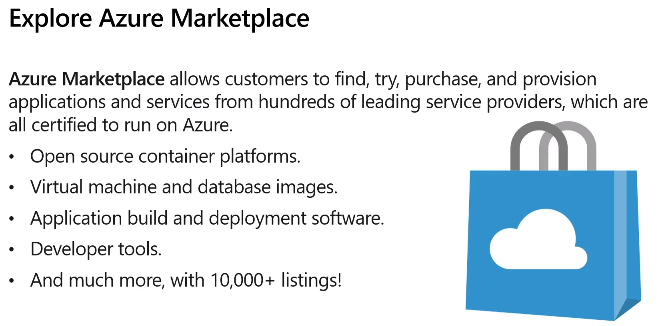 Explore Azure Marketplace
Azure Marketplace allows customers to find, try, purchase, and provision
applications and services from hundreds of leading service providers, which are
all certified to run on Azure.
• Open source container platforms.
• Virtual machine and database images.
• Application build and deployment software.
• Developer tools.
• And much more, with 10,000+ listings!